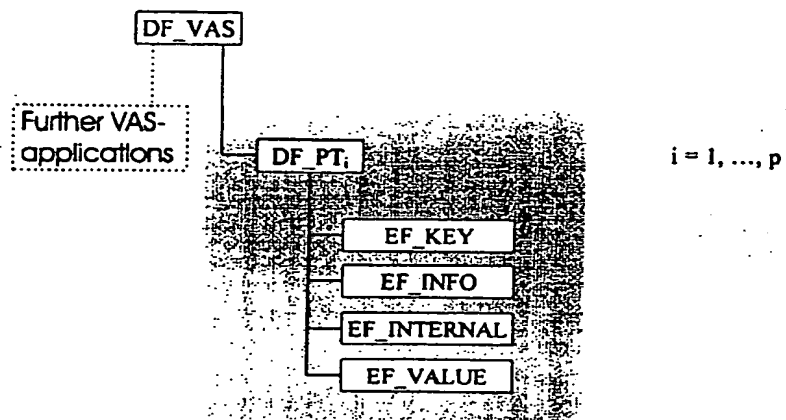 DF_VAS
Further VAS-
applications
DF_PTi
i = 1, ..., p
EF_KEY
EF_INFO
EF_INTERNAL
EF_VALUE